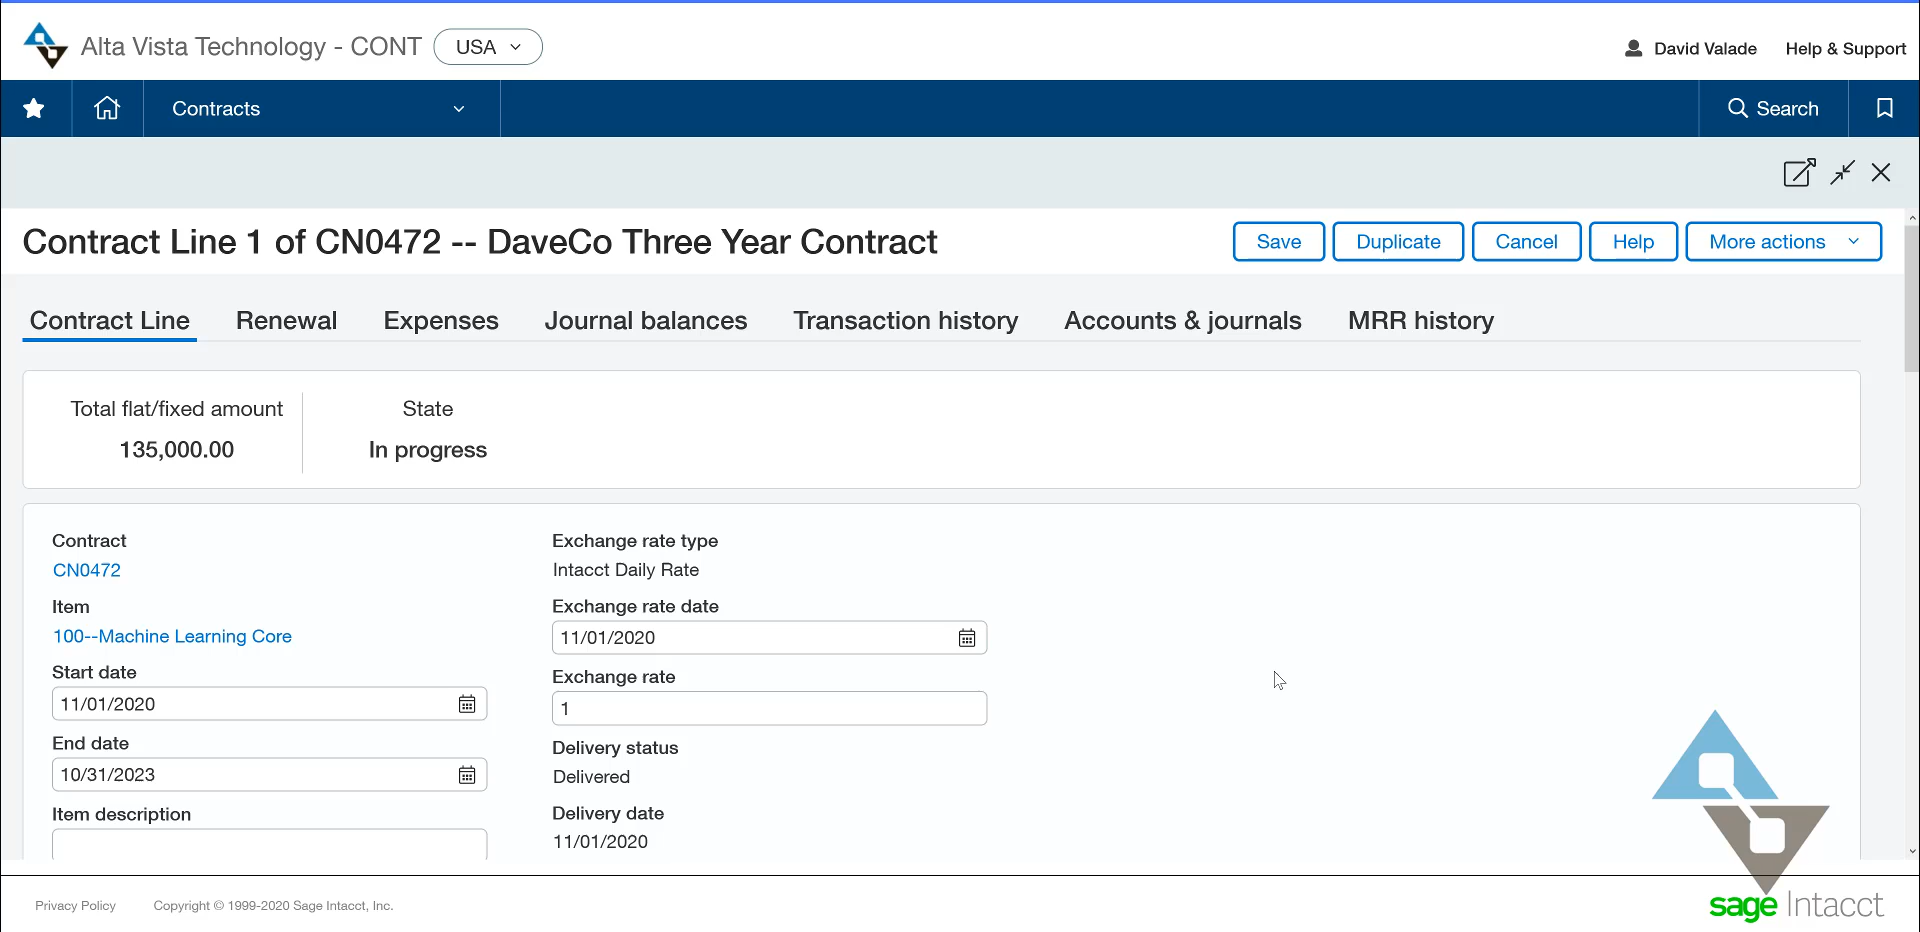 Alta Vista Technology - CONT USA
David Valade Help & Support
Contracts Search
Contract Line 1 of CN0472 -- DaveCo Three Year Contract
Save Duplicate Cancel Help More actions
Contract Line Renewal Expenses Journal balances Transaction history Accounts & journals MRR history
Total flat/fixed amount State
135,000.00 In progress
Contract
CN0472
Item
100--Machine Learning Core
Start date
11/01/2020
End date
10/31/2023
Item description
Exchange rate type
Intacct Daily Rate
Exchange rate date
11/01/2020
Exchange rate
1
Delivery status
Delivered
Delivery date
11/01/2020
Privacy Policy Copyright © 1999-2020 Sage Intacct, Inc.
sage Intacct